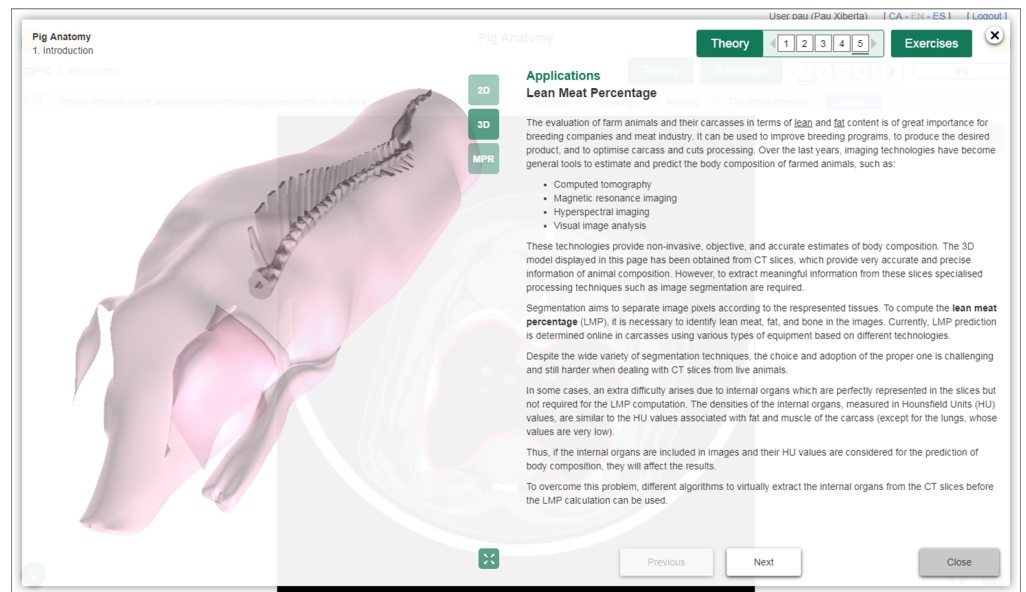 User pau (Pau Xiberta) [ CA - EN - ES ] [ Logout ]
Pig Anatomy
1. Introduction
Pig Anatomy
Theory 1 2 3 4 5 Exercises
TOPIC: 1. Introduction
Theory Exercises 1 2 3 4 5 0%
2D
3D
MPR
Applications
Lean Meat Percentage
The evaluation of farm animals and their carcasses in terms of lean and fat content is of great importance for
breeding companies and meat industry. It can be used to improve breeding programs, to produce the desired
product, and to optimise carcass and cuts processing. Over the last years, imaging technologies have become
general tools to estimate and predict the body composition of farmed animals, such as:
• Computed tomography
• Magnetic resonance imaging
• Hyperspectral imaging
• Visual image analysis
These technologies provide non-invasive, objective, and accurate estimates of body composition. The 3D
model displayed in this page has been obtained from CT slices, which provide very accurate and precise
information of animal composition. However, to extract meaningful information from these slices specialised
processing techniques such as image segmentation are required.
Segmentation aims to separate image pixels according to the respresented tissues. To compute the lean meat
percentage (LMP), it is necessary to identify lean meat, fat, and bone in the images. Currently, LMP prediction
is determined online in carcasses using various types of equipment based on different technologies.
Despite the wide variety of segmentation techniques, the choice and adoption of the proper one is challenging
and still harder when dealing with CT slices from live animals.
In some cases, an extra difficulty arises due to internal organs which are perfectly represented in the slices but
not required for the LMP computation. The densities of the internal organs, measured in Hounsfield Units (HU)
values, are similar to the HU values associated with fat and muscle of the carcass (except for the lungs, whose
values are very low).
Thus, if the internal organs are included in images and their HU values are considered for the prediction of
body composition, they will affect the results.
To overcome this problem, different algorithms to virtually extract the internal organs from the CT slices before
the LMP calculation can be used.
Previous Next Close